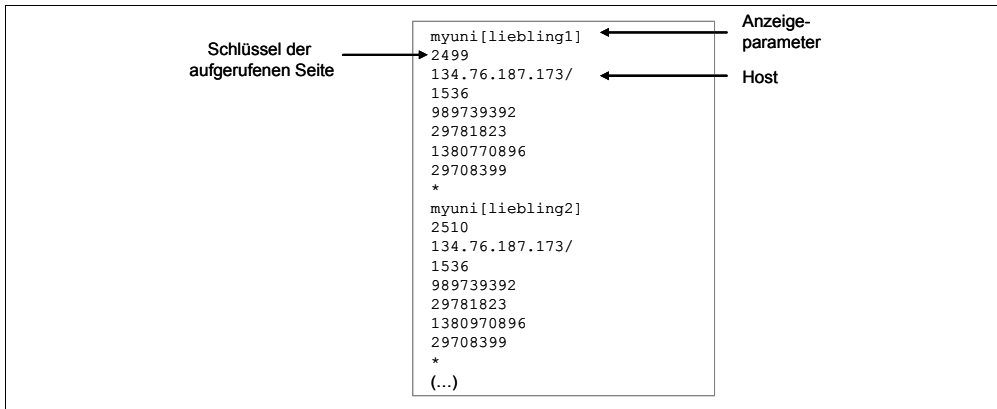 Schlüssel der
aufgerufenen Seite
myuni[liebling1]
2499
134.76.187.173/
1536
989739392
29781823
1380770896
29708399
*
myuni[liebling2]
2510
134.76.187.173/
1536
989739392
29781823
1380970896
29708399
*
(...)
Anzeige-
parameter
Host